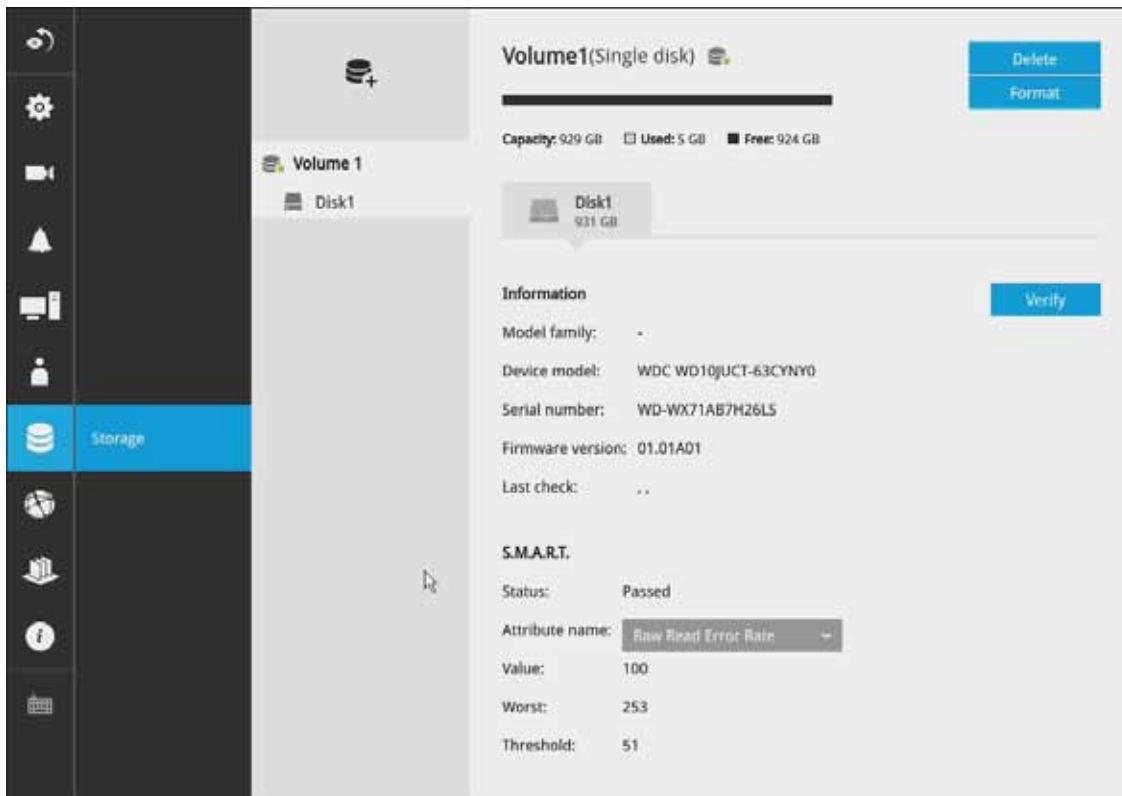 Volume1(Single disk)
Delete
Format
Capacity: 929 GB Used: 5 GB Free: 924 GB
Volume 1
Disk1
Disk1
931 GB
Information
Verify
Model family: -
Device model: WDC WD10JUCT-63CYNY0
Serial number: WD-WX71AB7H26LS
Storage
Firmware version: 01.01A01
Last check: . .
S.M.A.R.T.
Status: Passed
Attribute name: Raw Read Error Rate
Value: 100
Worst: 253
Threshold: 51